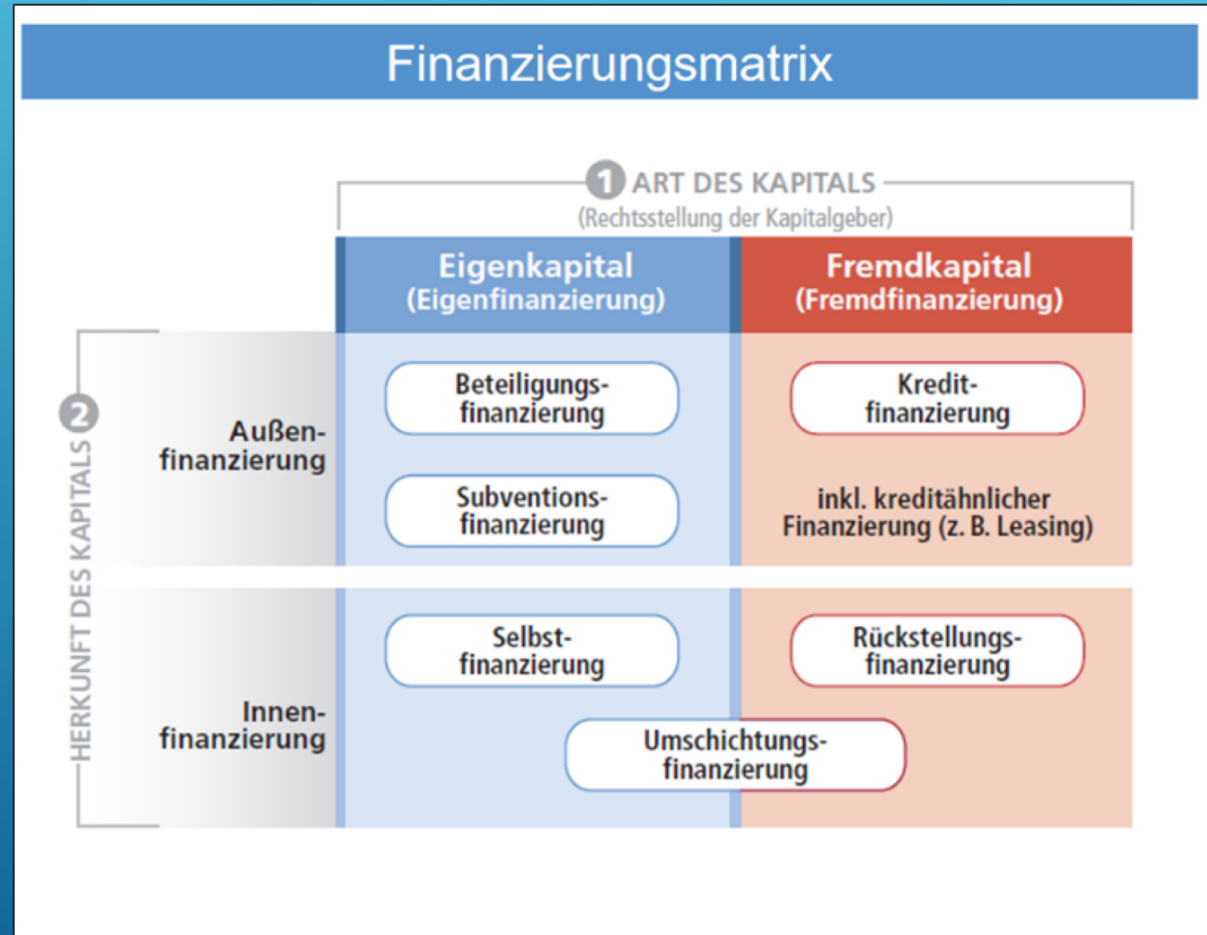 Finanzierungsmatrix
1 ART DES KAPITALS
(Rechtsstellung der Kapitalgeber)
Eigenkapital
(Eigenfinanzierung)
Fremdkapital
(Fremdfinanzierung)
2 HERKUNFT DES KAPITALS
Außen-
finanzierung
Beteiligungs-
finanzierung
Subventions-
finanzierung
Kredit-
finanzierung
inkl. kreditähnlicher
Finanzierung (z. B. Leasing)
Innen-
finanzierung
Selbst-
finanzierung
Rückstellungs-
finanzierung
Umschichtungs-
finanzierung